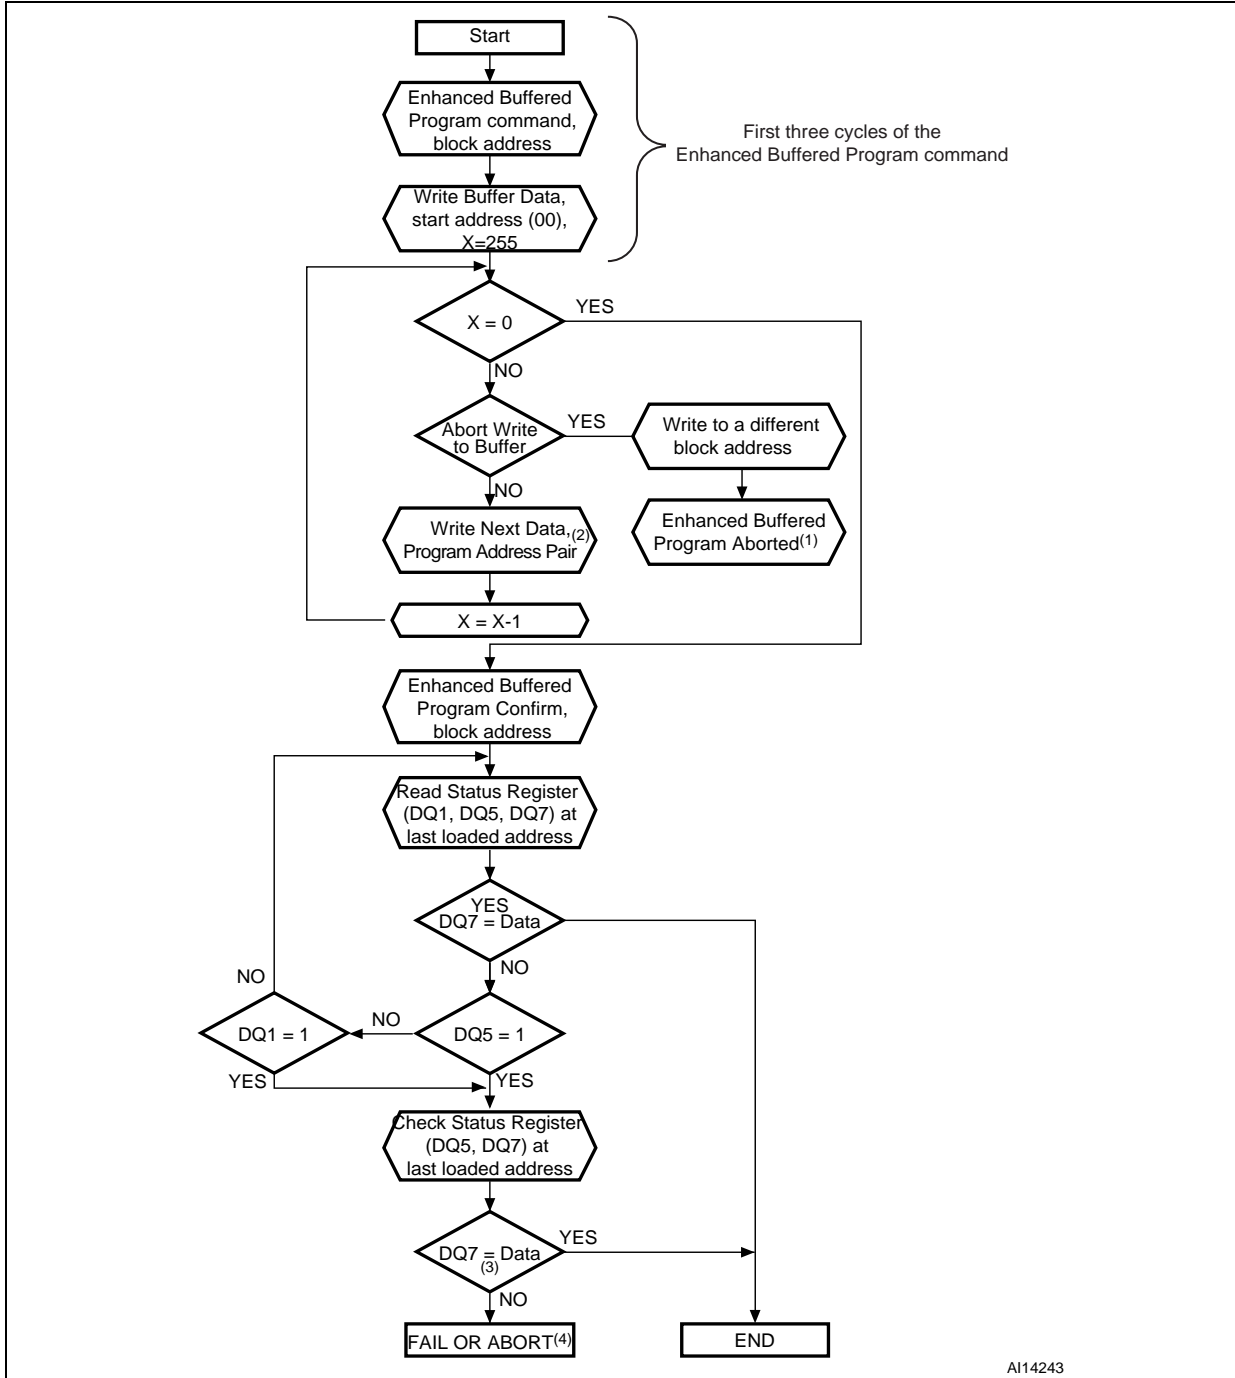 Start
Enhanced Buffered
Program command,
block address
First three cycles of the
Enhanced Buffered Program command
Write Buffer Data,
start address (00),
X=255
X = 0
YES
NO
Abort Write
to Buffer
YES
Write to a different
block address
NO
Write Next Data,(2)
Program Address Pair
Enhanced Buffered
Program Aborted(1)
X = X-1
Enhanced Buffered
Program Confirm,
block address
Read Status Register
(DQ1, DQ5, DQ7) at
last loaded address
YES
DQ7 = Data
NO
NO
DQ1 = 1
NO
DQ5 = 1
YES
YES
Check Status Register
(DQ5, DQ7) at
last loaded address
DQ7 = Data
(3)
YES
NO
FAIL OR ABORT(4)
END
AI14243